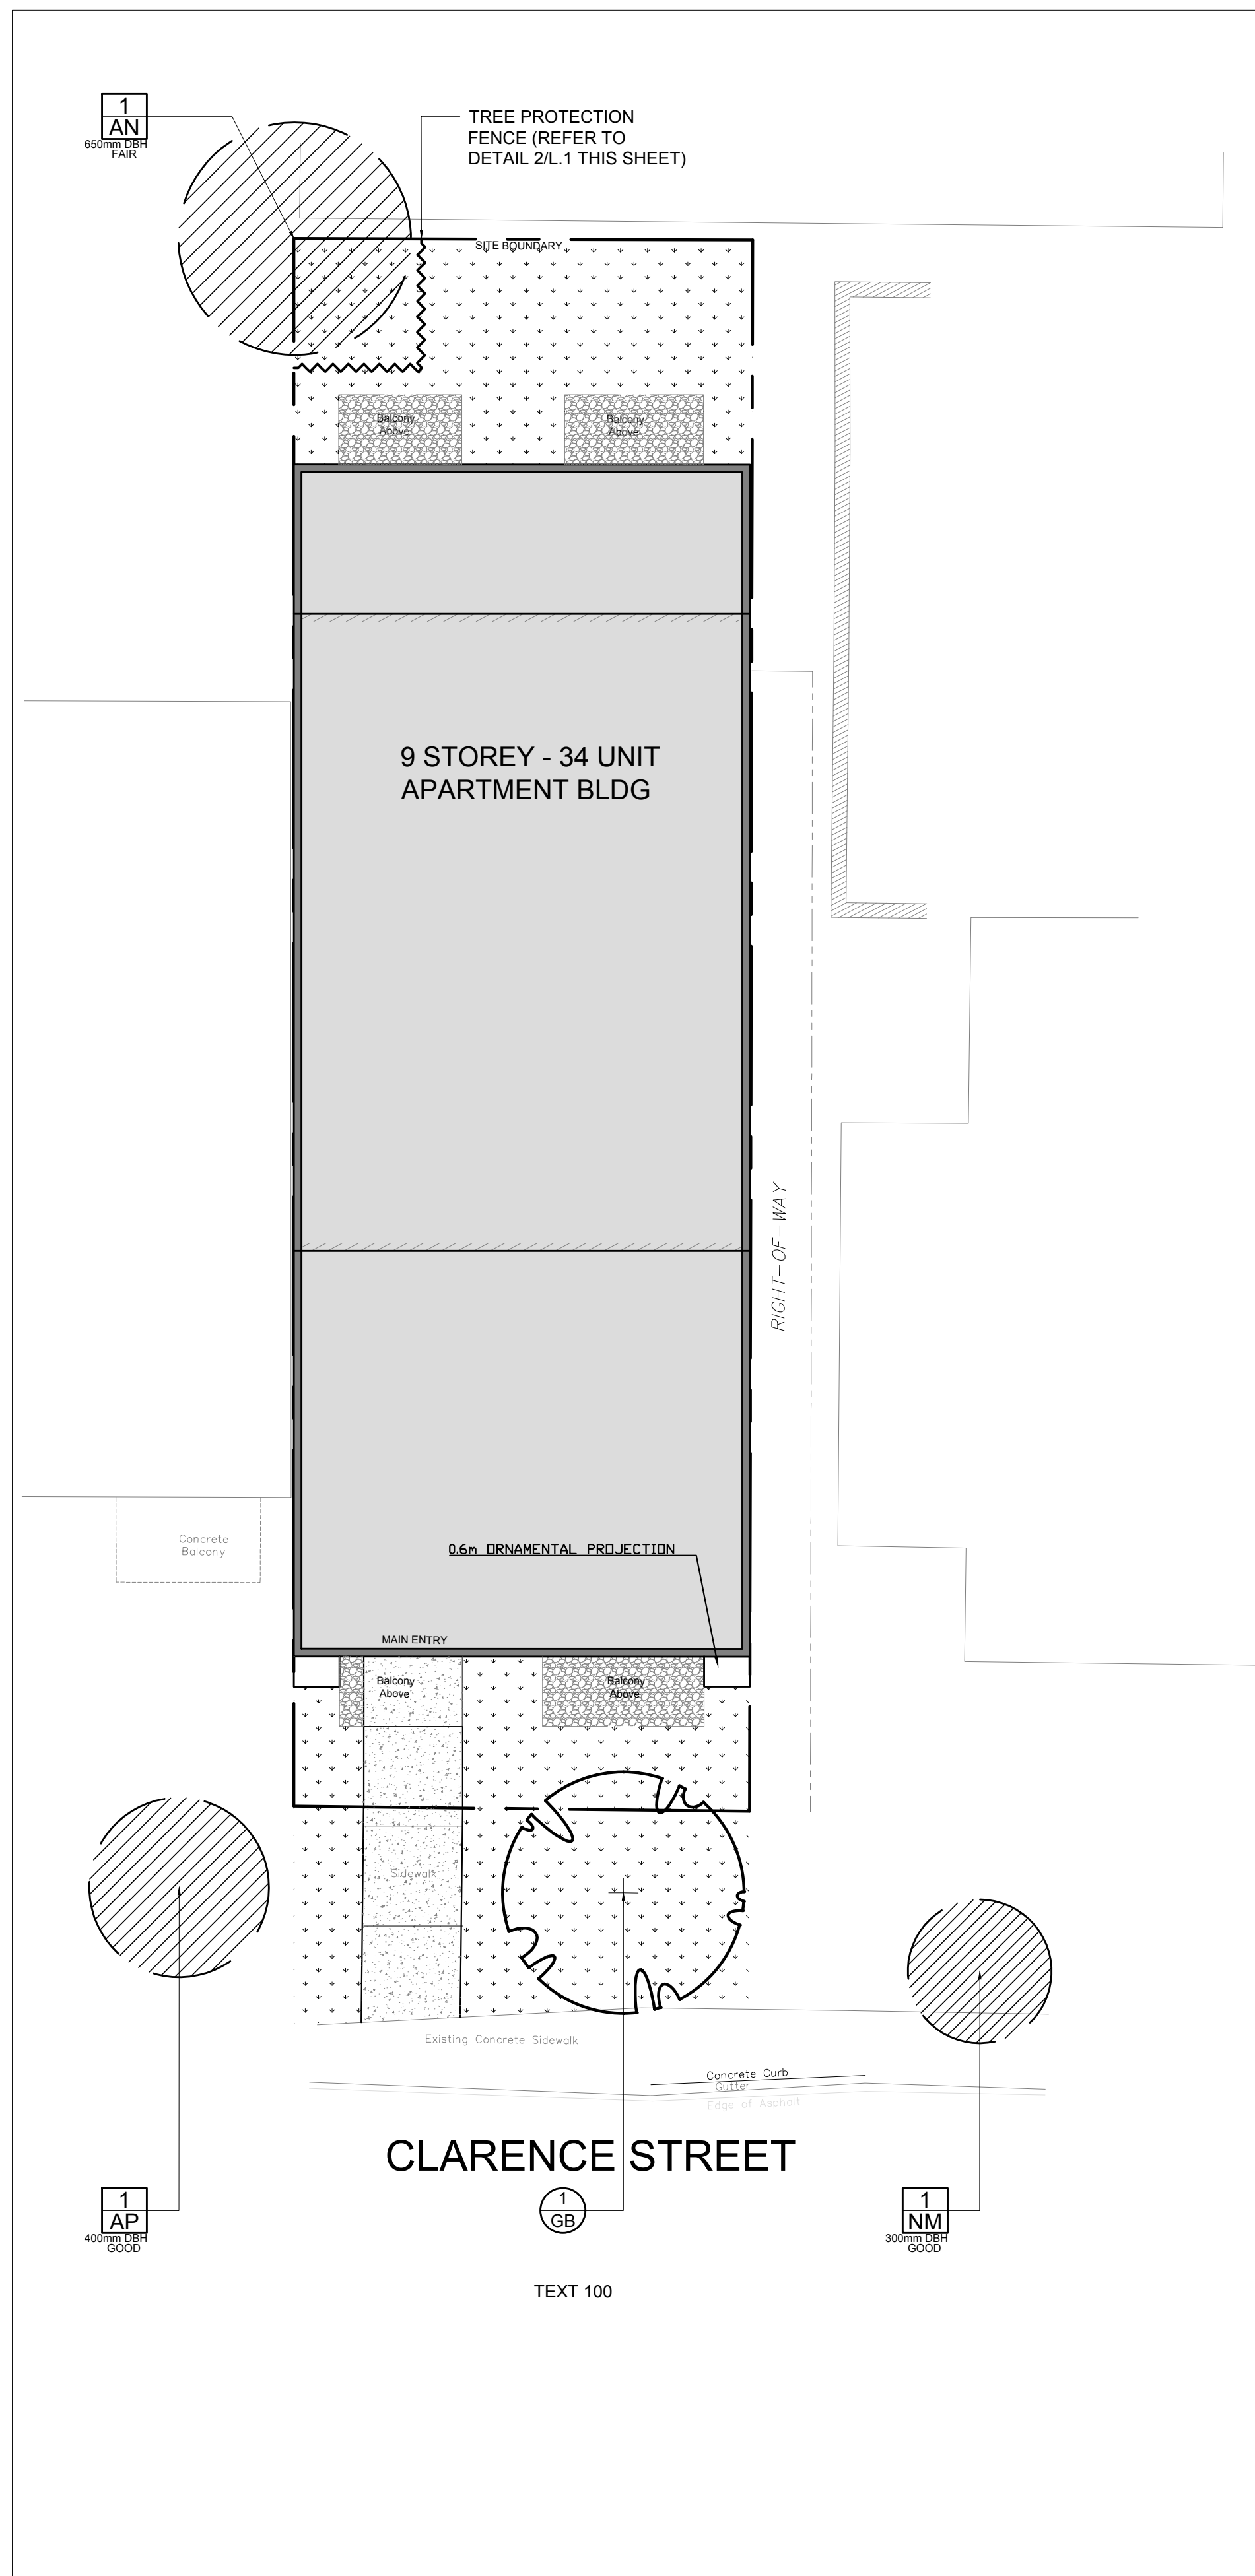 1
AN
650mm DBH
FAIR
TREE PROTECTION
FENCE (REFER TO
DETAIL 2/L.1 THIS SHEET)
SITE BOUNDARY
Balcony
Above
Balcony
Above
9 STOREY - 34 UNIT
APARTMENT BLDG
RIGHT-OF-WAY
Concrete
Balcony
0.6m ORNAMENTAL PROJECTION
MAIN ENTRY
Balcony
Above
Balcony
Above
Sidewalk
Existing Concrete Sidewalk
Concrete Curb
Gutter
Edge of Asphalt
CLARENCE STREET
1
AP
400mm DBH
GOOD
1
GB
1
NM
300mm DBH
GOOD
TEXT 100